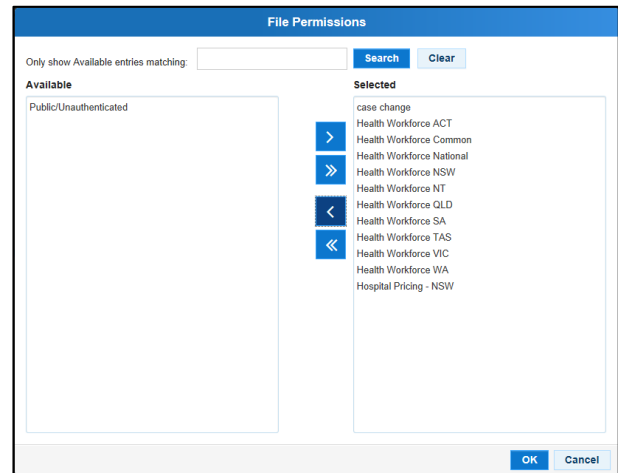 File Permissions
Only show Available entries matching:
Search
Clear
Available
Selected
Public/Unauthenticated
case change
Health Workforce ACT
Health Workforce Common
Health Workforce National
Health Workforce NSW
Health Workforce NT
Health Workforce QLD
Health Workforce SA
Health Workforce TAS
Health Workforce VIC
Health Workforce WA
Hospital Pricing - NSW
OK
Cancel